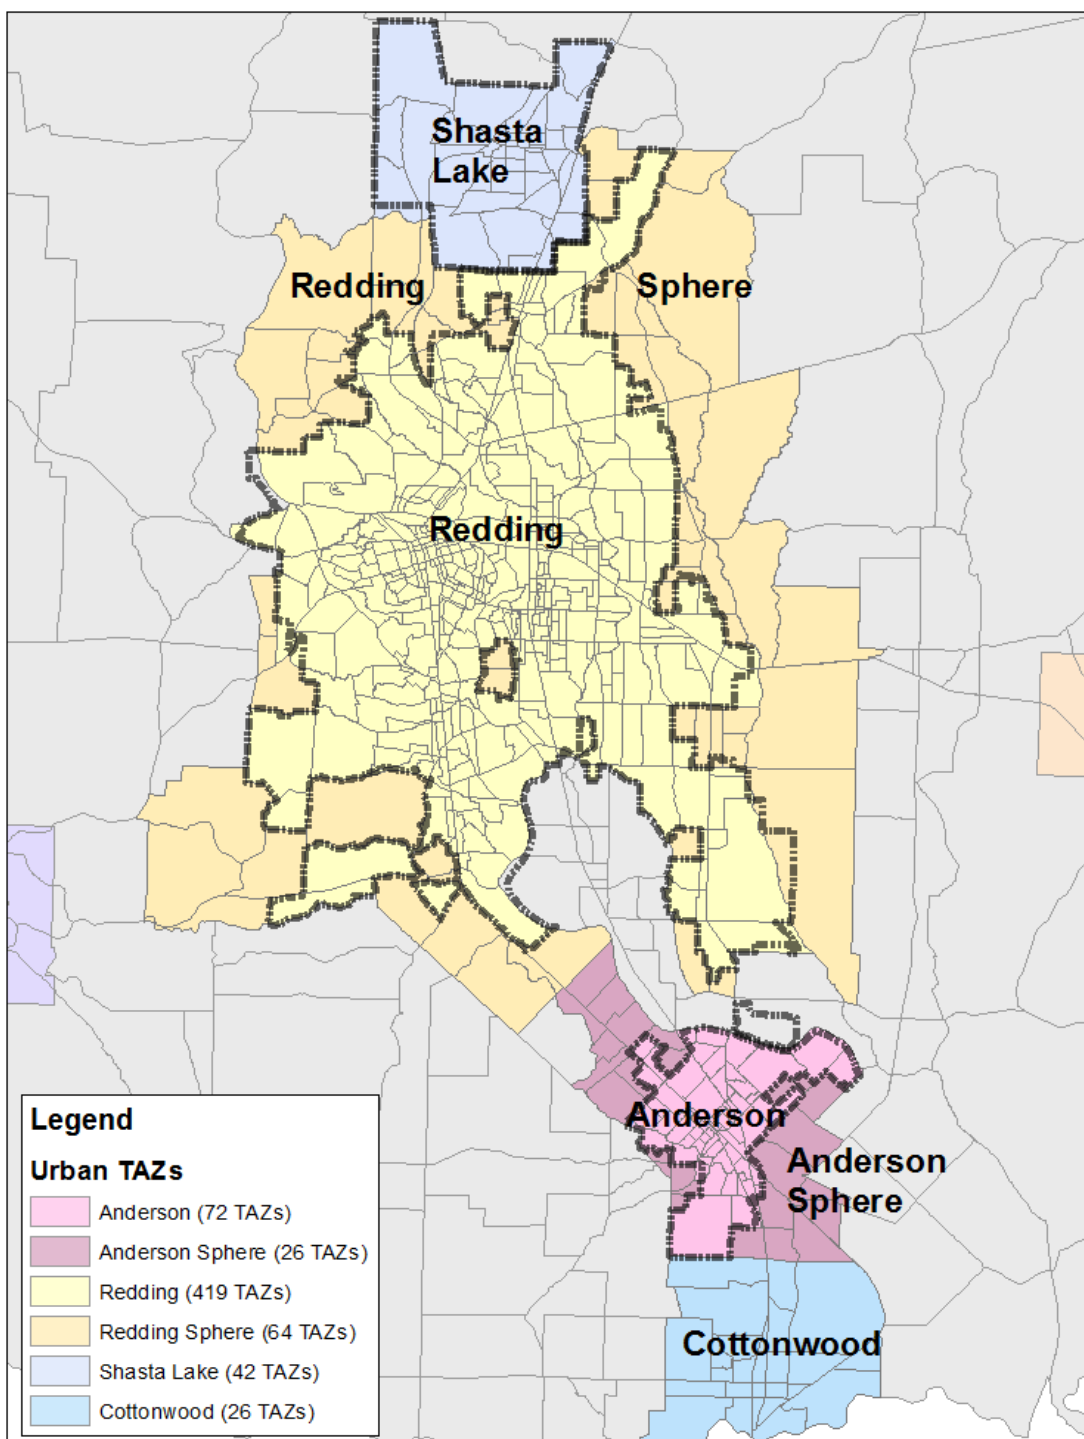 Shasta
Lake
Redding
Sphere
Redding
Anderson
Anderson
Sphere
Cottonwood
Legend
Urban TAZs
Anderson (72 TAZs)
Anderson Sphere (26 TAZs)
Redding (419 TAZs)
Redding Sphere (64 TAZs)
Shasta Lake (42 TAZs)
Cottonwood (26 TAZs)